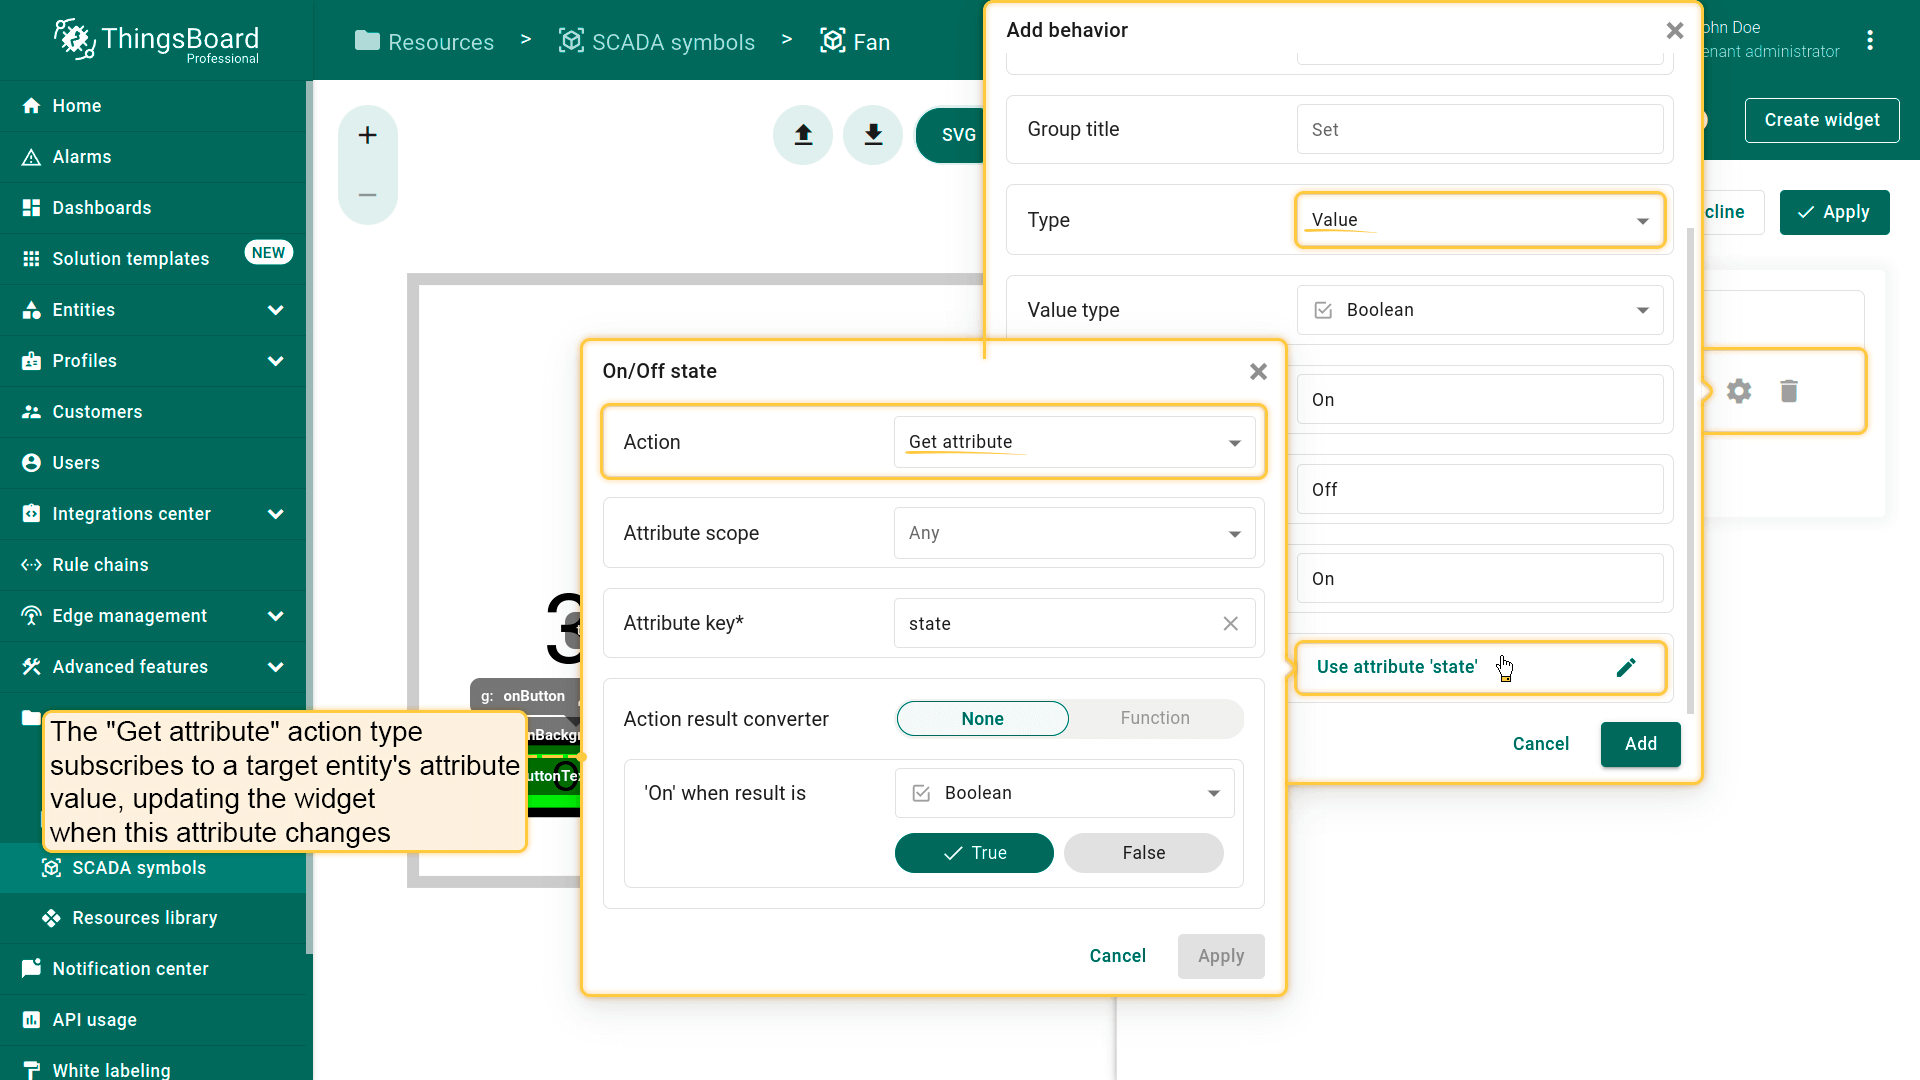 ThingsBoard
Professional
Resources > SCADA symbols > Fan
ohn Doe
enant administrator
Create widget
Home
Alarms
Dashboards
Solution templates NEW
Entities
Profiles
Customers
Users
Integrations center
Rule chains
Edge management
Advanced features
SCADA symbols
Resources library
Notification center
API usage
White labeling
+
−
SVG
cline
Apply
3
g: onButton
nBackgr
uttonTex
The "Get attribute" action type
subscribes to a target entity's attribute
value, updating the widget
when this attribute changes
Add behavior
Group title Set
Type Value
Value type Boolean
On
Off
On
Use attribute 'state'
Cancel Add
On/Off state
Action Get attribute
Attribute scope Any
Attribute key* state
Action result converter None Function
'On' when result is Boolean
True False
Cancel Apply